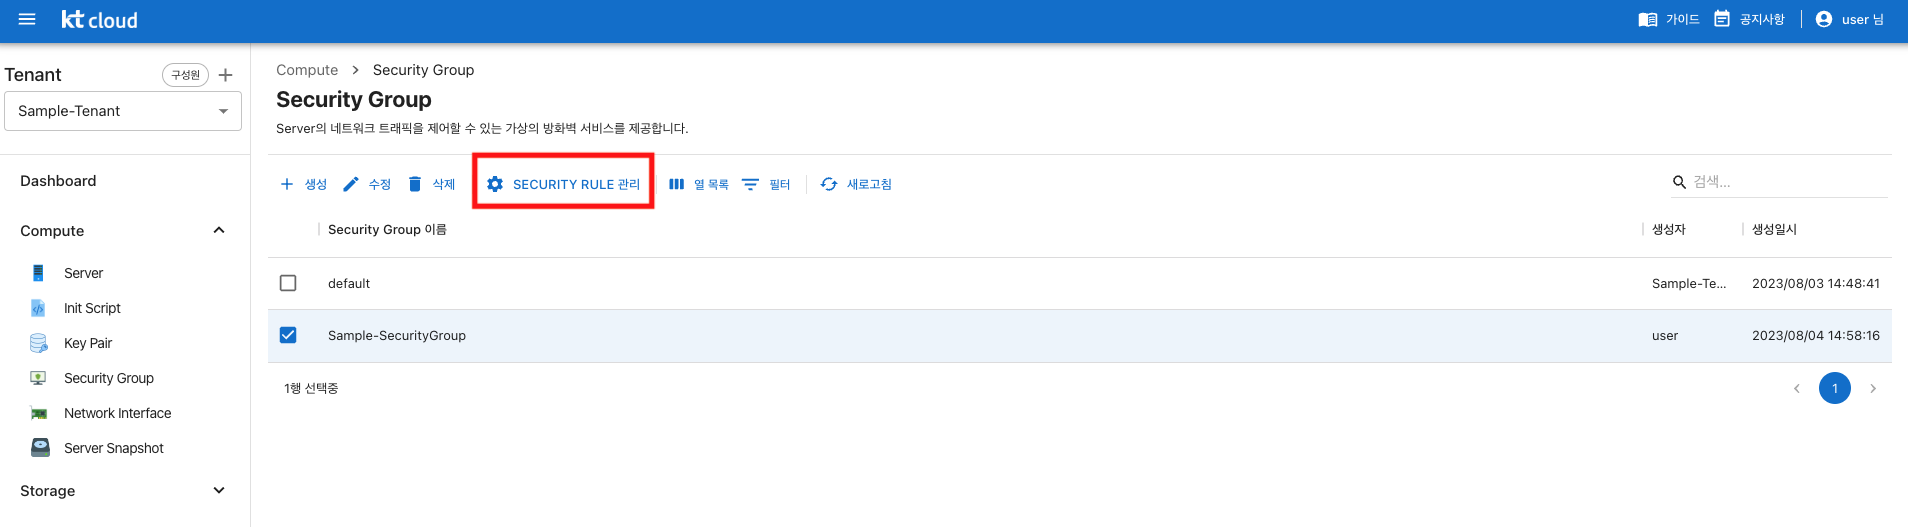 kt cloud
가이드 공지사항 user 님
Tenant 구성원
Sample-Tenant
Dashboard
Compute
Server
Init Script
Key Pair
Security Group
Network Interface
Server Snapshot
Storage
Compute > Security Group
Security Group
Server의 네트워크 트래픽을 제어할 수 있는 가상의 방화벽 서비스를 제공합니다.
생성 수정 삭제 SECURITY RULE 관리 열 목록 필터 새로고침 검색...
Security Group 이름 생성자 생성일시
default Sample-Te... 2023/08/03 14:48:41
Sample-SecurityGroup user 2023/08/04 14:58:16
1행 선택중 1